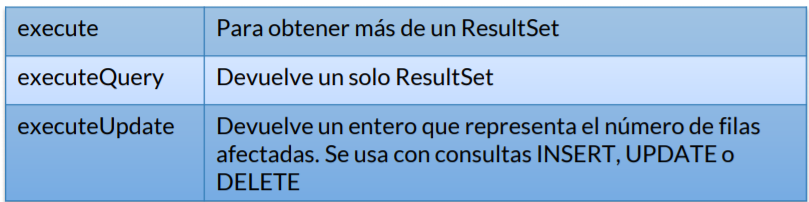 execute
Para obtener más de un ResultSet
executeQuery
Devuelve un solo ResultSet
executeUpdate
Devuelve un entero que representa el número de filas
afectadas. Se usa con consultas INSERT, UPDATE o
DELETE